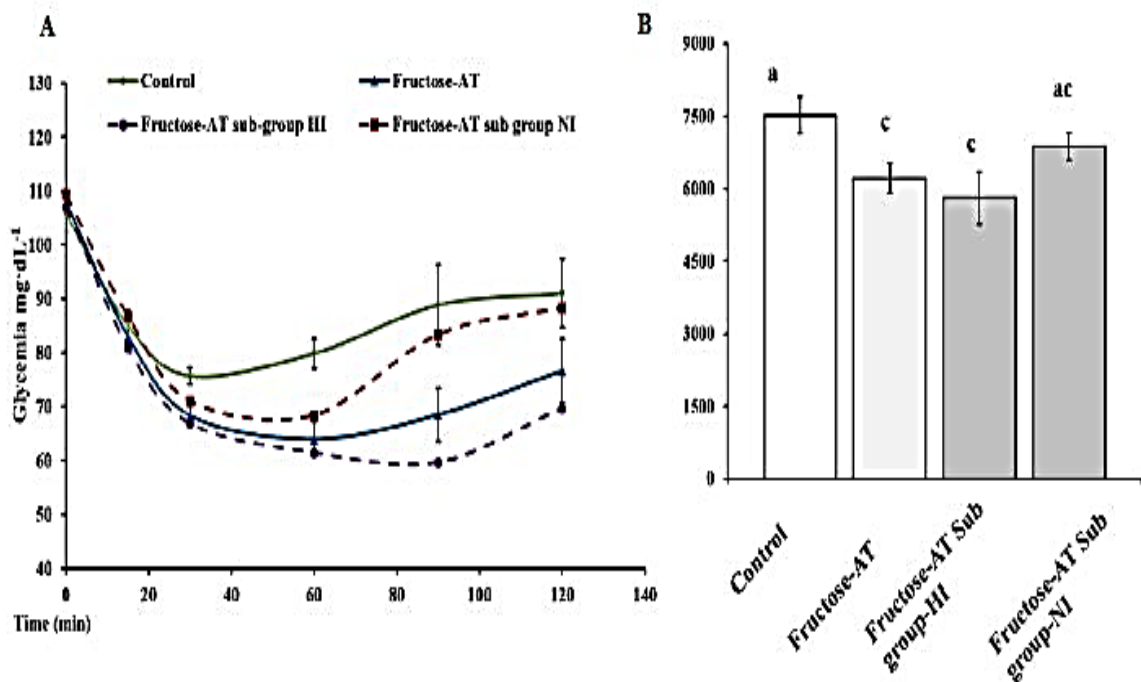 A
Control
Fructose-AT
Fructose-AT sub-group HI
Fructose-AT sub group NI
Glycemia mg·dL⁻¹
130
120
110
100
90
80
70
60
50
40
0
20
40
60
80
100
120
140
Time (min)
B
9000
7500
6000
4500
3000
1500
0
a
c
c
ac
Control
Fructose-AT
Fructose-AT Sub
group-HI
Fructose-AT Sub
group-NI